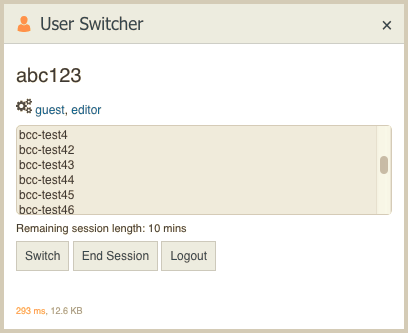 User Switcher
abc123
guest, editor
bcc-test4
bcc-test42
bcc-test43
bcc-test44
bcc-test45
bcc-test46
Remaining session length: 10 mins
Switch End Session Logout
293 ms, 12.6 KB